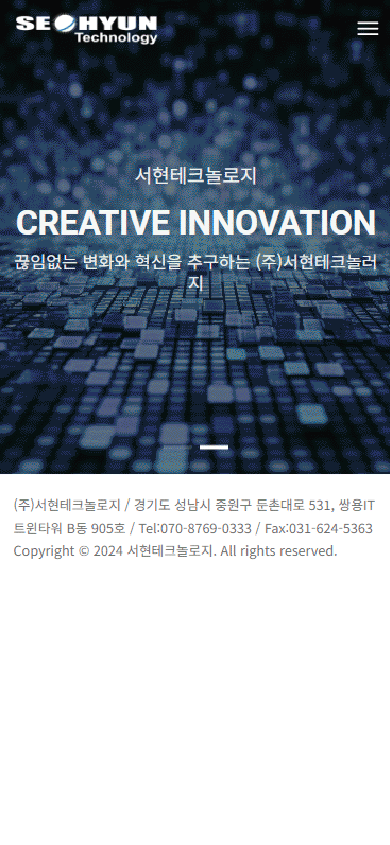 SEOHYUN
Technology
서현테크놀로지
CREATIVE INNOVATION
끊임없는 변화와 혁신을 추구하는 (주)서현테크놀러
지
(주)서현테크놀로지 / 경기도 성남시 중원구 둔촌대로 531, 쌍용IT
트윈타워 B동 905호 / Tel:070-8769-0333 / Fax:031-624-5363
Copyright © 2024 서현테크놀로지. All rights reserved.